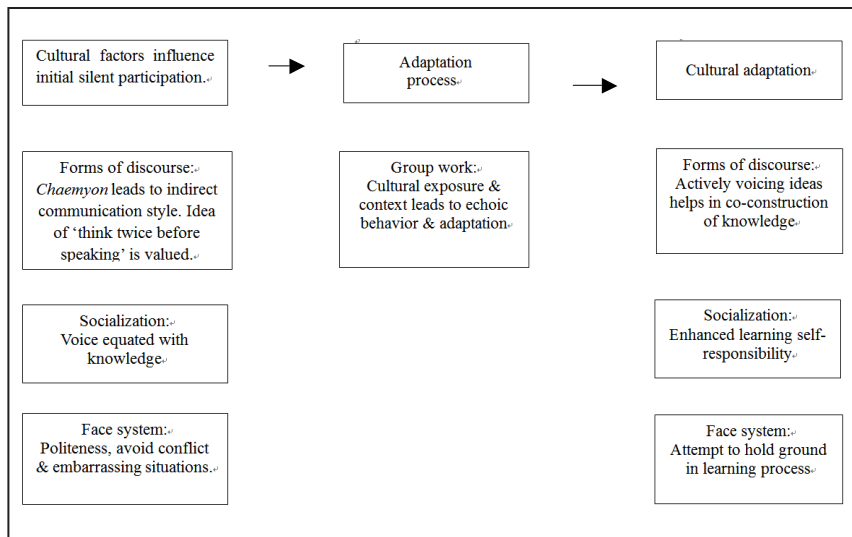 Cultural factors influence
initial silent participation.
Adaptation
process
Cultural adaptation
Forms of discourse:
Chaemyon leads to indirect
communication style. Idea
of ‘think twice before
speaking’ is valued.
Group work:
Cultural exposure &
context leads to echoic
behavior & adaptation
Forms of discourse:
Actively voicing ideas
helps in co-construction
of knowledge
Socialization:
Voice equated with
knowledge
Socialization:
Enhanced learning self-
responsibility
Face system:
Politeness, avoid conflict
& embarrassing situations.
Face system:
Attempt to hold ground
in learning process